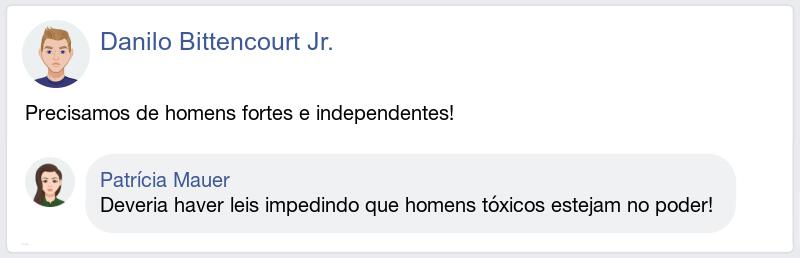 Danilo Bittencourt Jr.
Precisamos de homens fortes e independentes!
Patrícia Mauer
Deveria haver leis impedindo que homens tóxicos estejam no poder!